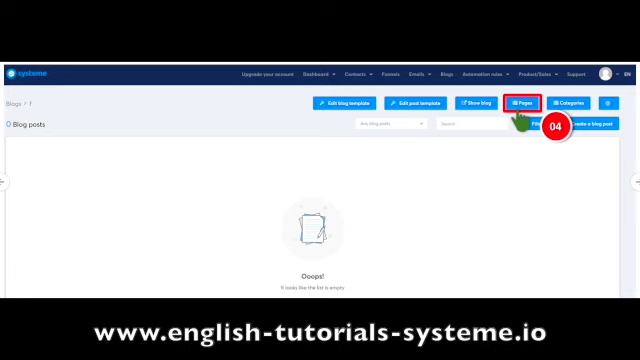 systeme
Upgrade your account Dashboard Contacts Funnels Emails Blogs Automation rules Product/Sales Support EN
Blogs > f
Edit blog template Edit post template Show blog Pages Categories
0 Blog posts
Any blog posts Search Create a blog post
04
Ooops!
It looks like the list is empty
www.english-tutorials-systeme.io